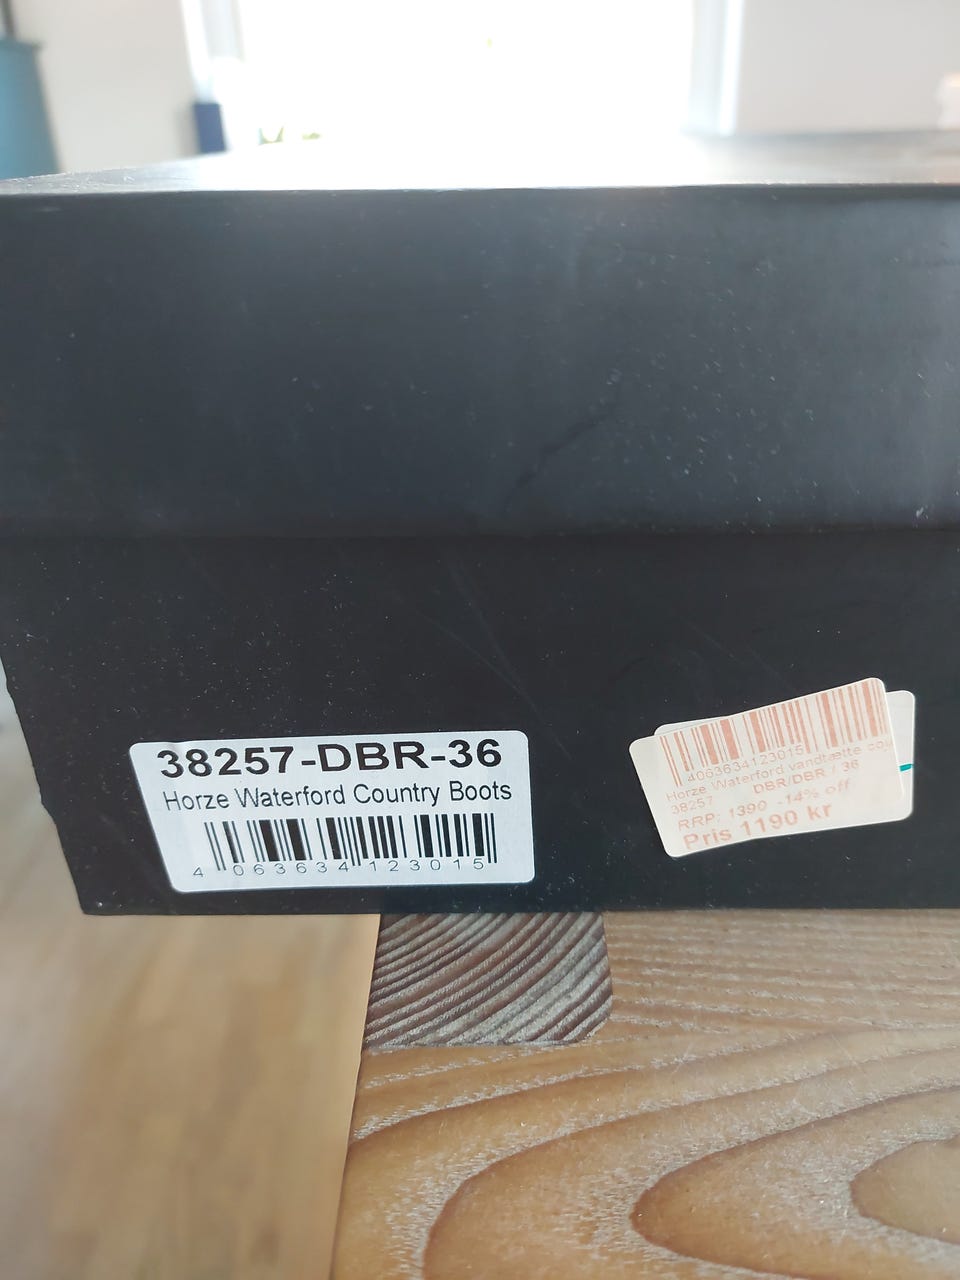 38257-DBR-36
Horze Waterford Country Boots
4 063634 123015
4063634123015
Horze Waterford vandtætte cou
38257 DBR/DBR / 36
RRP: 1390 -14% off
Pris 1190 kr